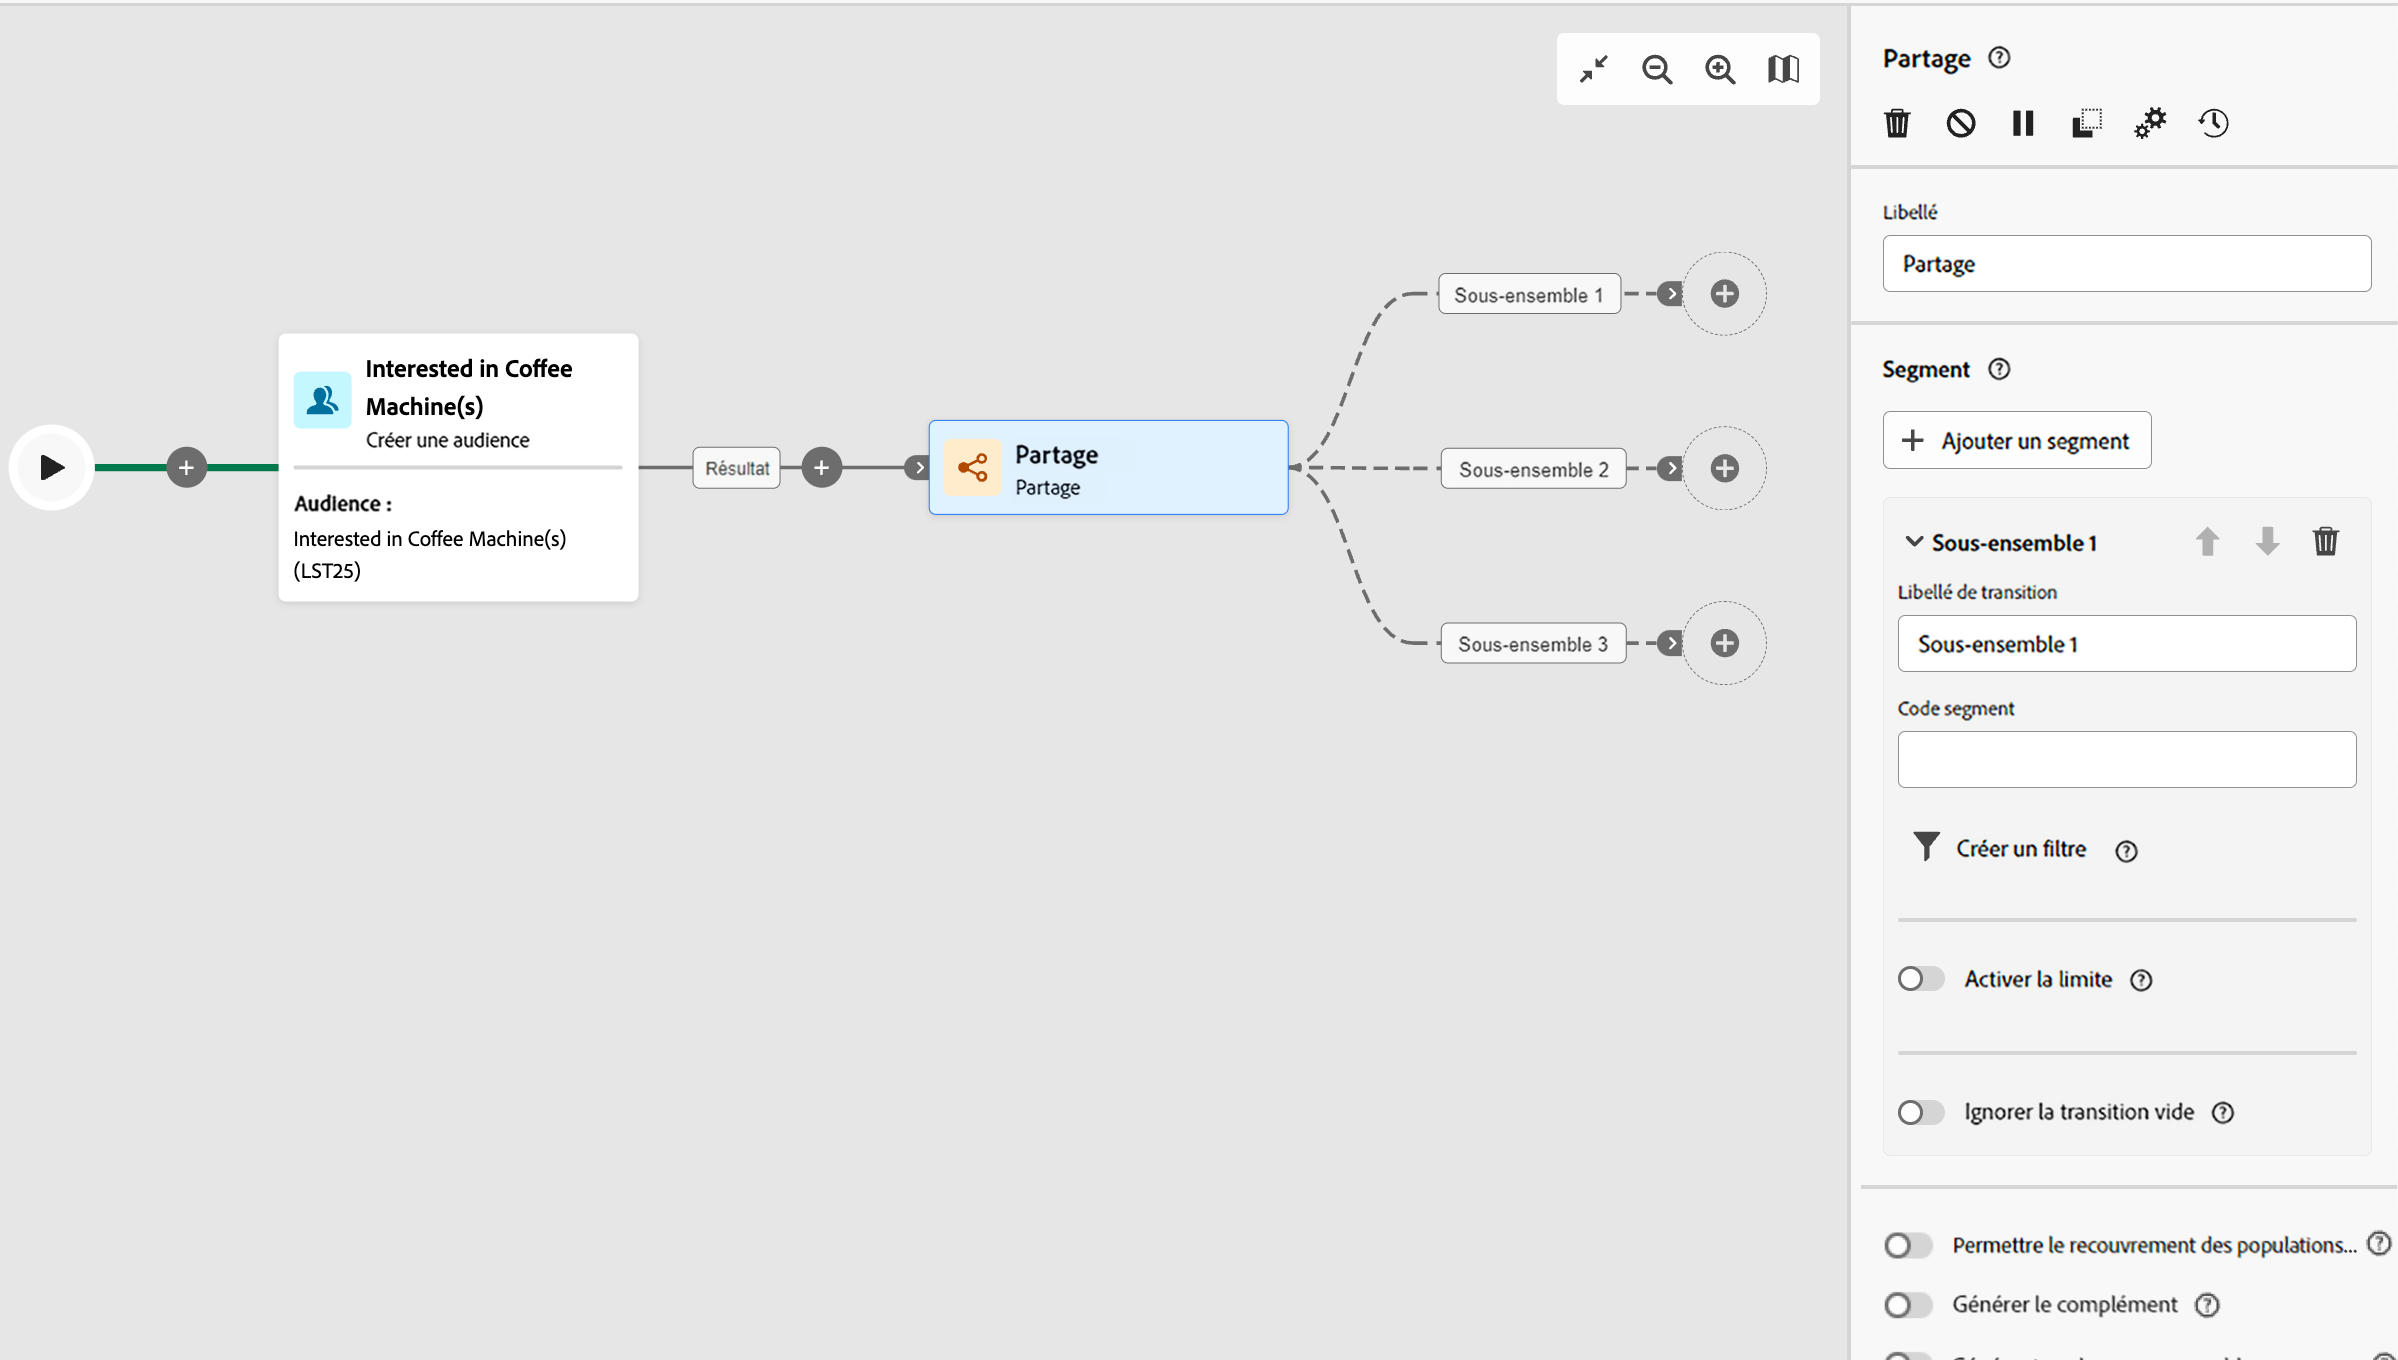 Interested in Coffee
Machine(s)
Créer une audience
Audience :
Interested in Coffee Machine(s)
(LST25)
Résultat
Partage
Partage
Sous-ensemble 1
Sous-ensemble 2
Sous-ensemble 3
Partage
Libellé
Partage
Segment
Ajouter un segment
Sous-ensemble 1
Libellé de transition
Sous-ensemble 1
Code segment
Créer un filtre
Activer la limite
Ignorer la transition vide
Permettre le recouvrement des populations...
Générer le complément